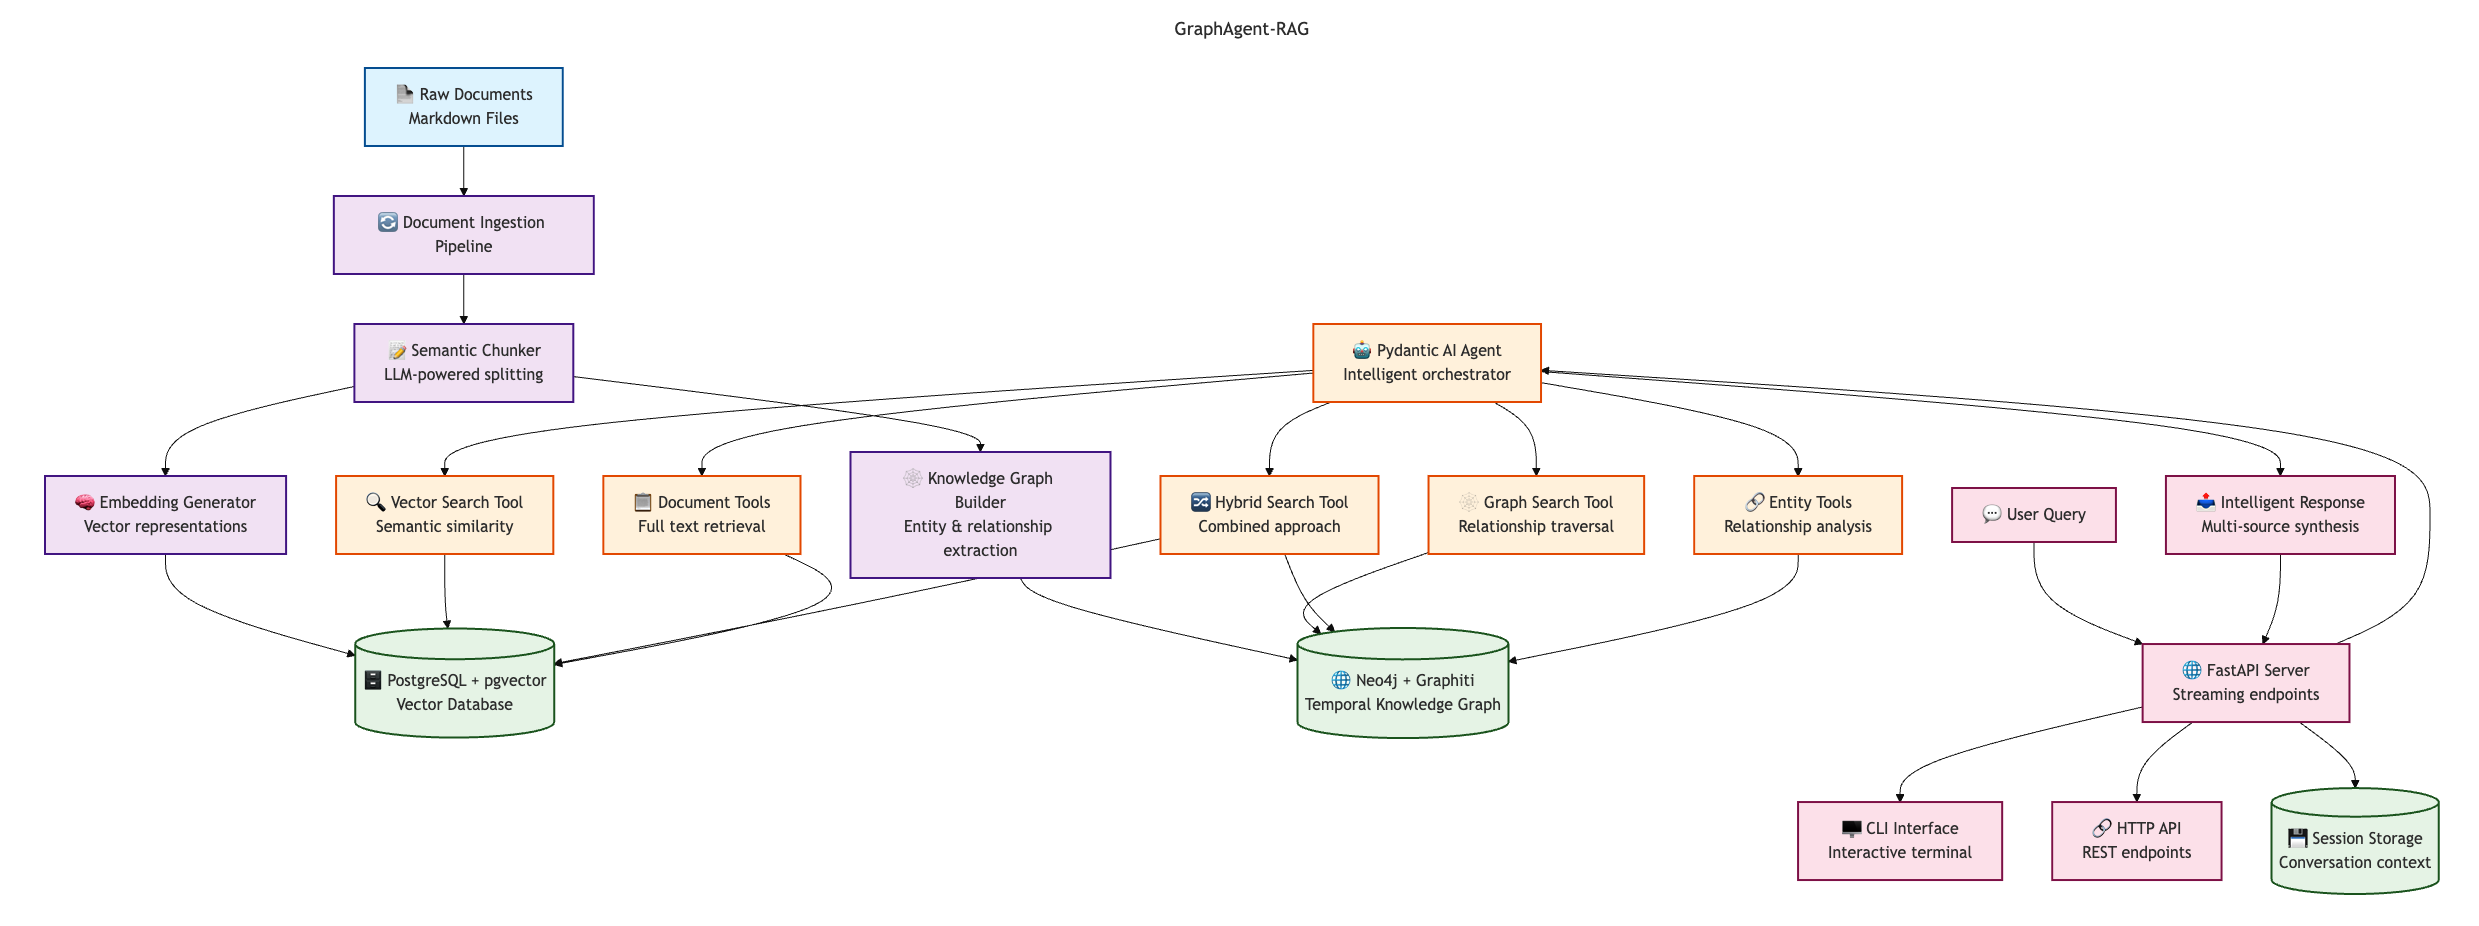 GraphAgent-RAG
Raw Documents
Markdown Files
Document Ingestion
Pipeline
Semantic Chunker
LLM-powered splitting
Pydantic AI Agent
Intelligent orchestrator
Embedding Generator
Vector representations
Vector Search Tool
Semantic similarity
Document Tools
Full text retrieval
Knowledge Graph
Builder
Entity & relationship
extraction
Hybrid Search Tool
Combined approach
Graph Search Tool
Relationship traversal
Entity Tools
Relationship analysis
User Query
Intelligent Response
Multi-source synthesis
PostgreSQL + pgvector
Vector Database
Neo4j + Graphiti
Temporal Knowledge Graph
FastAPI Server
Streaming endpoints
CLI Interface
Interactive terminal
HTTP API
REST endpoints
Session Storage
Conversation context